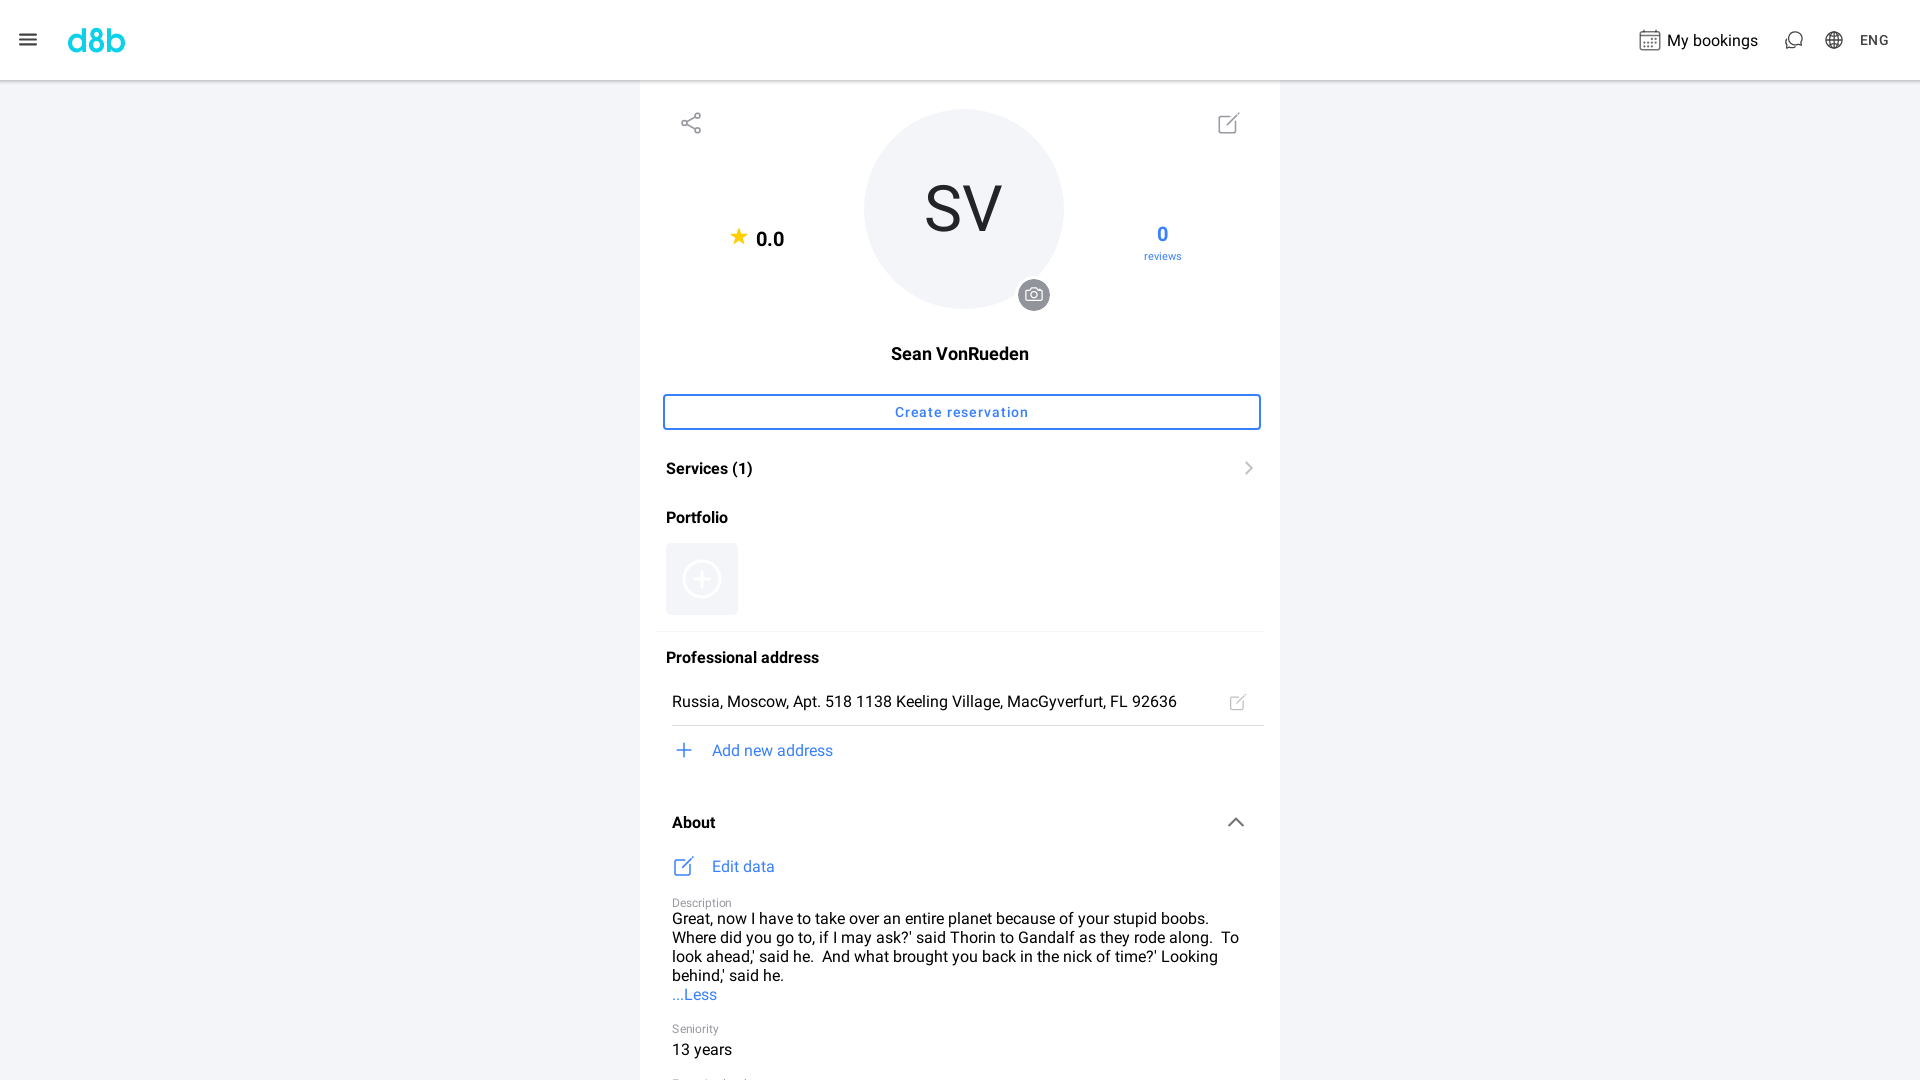 d8b
My bookings
ENG
SV
0.0
0
reviews
Sean VonRueden
Create reservation
Services (1)
Portfolio
Professional address
Russia, Moscow, Apt. 518 1138 Keeling Village, MacGyverfurt, FL 92636
Add new address
About
Edit data
Description
Great, now I have to take over an entire planet because of your stupid boobs.
Where did you go to, if I may ask?' said Thorin to Gandalf as they rode along.  To
look ahead,' said he.  And what brought you back in the nick of time?' Looking
behind,' said he.
...Less
Seniority
13 years